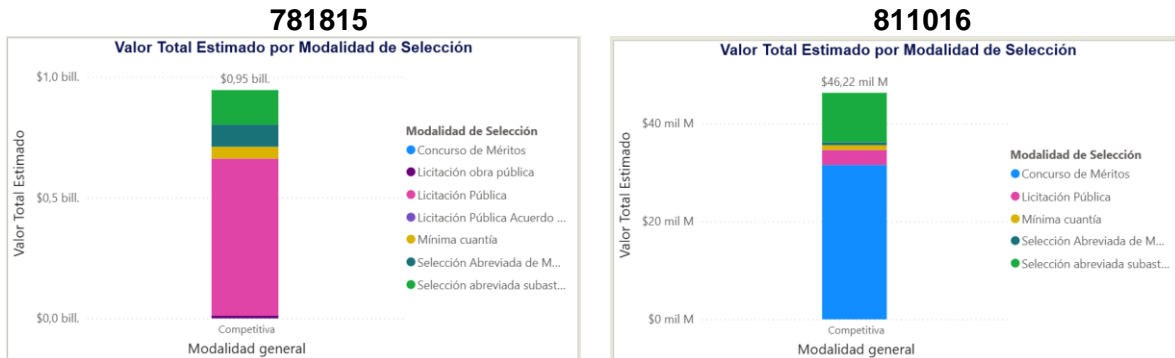 781815
Valor Total Estimado por Modalidad de Selección
$1,0 bill.
$0,95 bill.
$0,5 bill.
$0,0 bill.
Valor Total Estimado
Competitiva
Modalidad general
Modalidad de Selección
Concurso de Méritos
Licitación obra pública
Licitación Pública
Licitación Pública Acuerdo ...
Mínima cuantía
Selección Abreviada de M...
Selección abreviada subast...
811016
Valor Total Estimado por Modalidad de Selección
$46,22 mil M
$40 mil M
$20 mil M
$0 mil M
Valor Total Estimado
Competitiva
Modalidad general
Modalidad de Selección
Concurso de Méritos
Licitación Pública
Mínima cuantía
Selección Abreviada de M...
Selección abreviada subast...